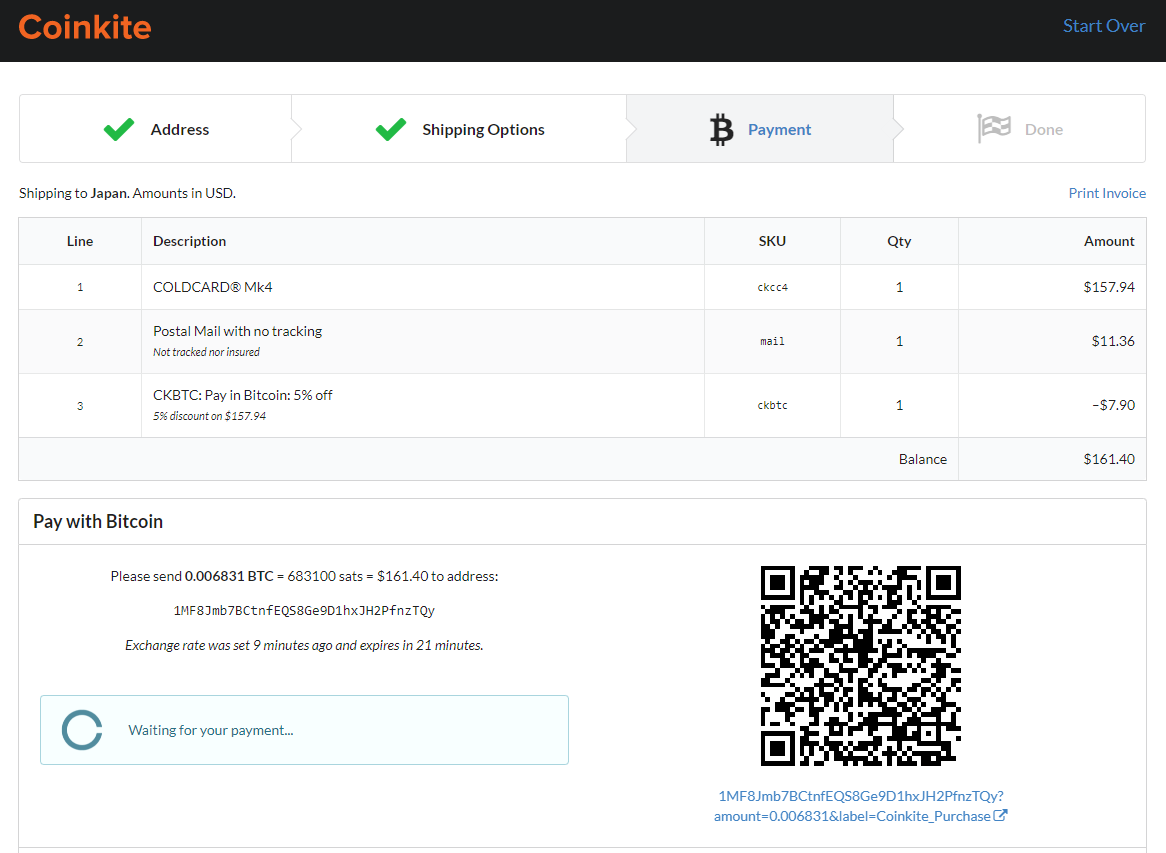 Coinkite
Start Over
Address
Shipping Options
Payment
Done
Shipping to Japan. Amounts in USD.
Print Invoice
Line Description SKU Qty Amount
1 COLDCARD® Mk4 ckcc4 1 $157.94
2 Postal Mail with no tracking mail 1 $11.36
Not tracked nor insured
3 CKBTC: Pay in Bitcoin: 5% off ckbtc 1 –$7.90
5% discount on $157.94
Balance $161.40
Pay with Bitcoin
Please send 0.006831 BTC = 683100 sats = $161.40 to address:
1MF8Jmb7BCtnfEQS8Ge9D1hxJH2PfnzTQy
Exchange rate was set 9 minutes ago and expires in 21 minutes.
Waiting for your payment...
1MF8Jmb7BCtnfEQS8Ge9D1hxJH2PfnzTQy?
amount=0.006831&label=Coinkite_Purchase